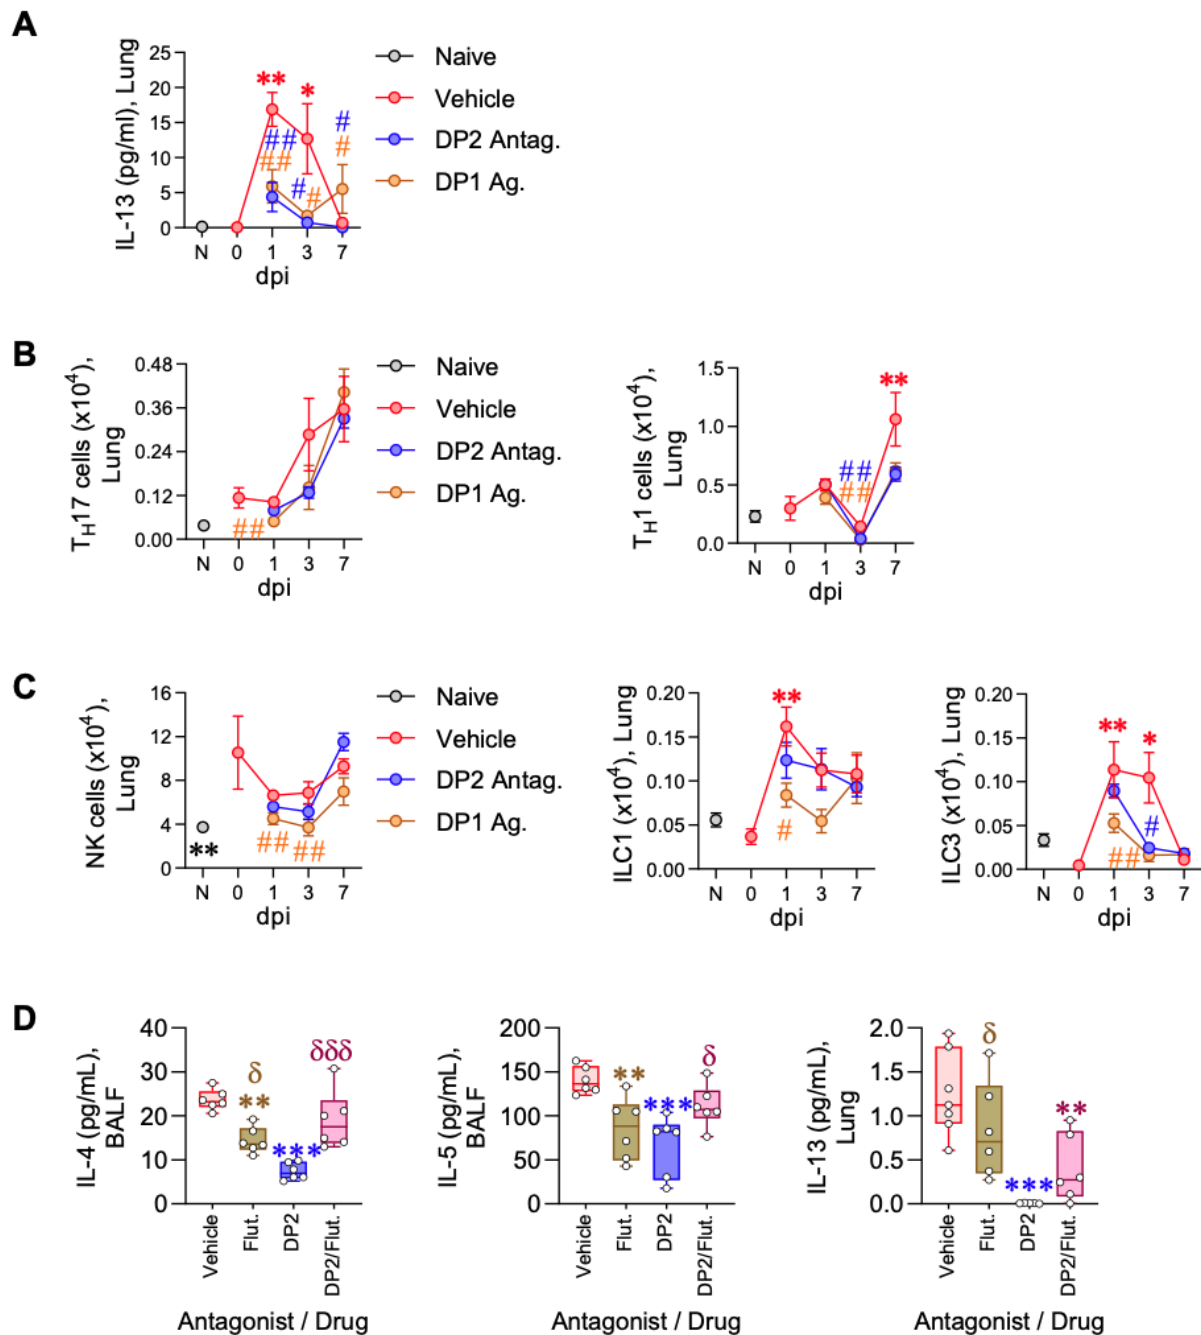 A
IL-13 (pg/ml), Lung
25
20
15
10
5
0
** *
## # #
## # #
N 0 1 3 7
dpi
Naive
Vehicle
DP2 Antag.
DP1 Ag.
B
TH17 cells (x10⁴),
Lung
0.48
0.36
0.24
0.12
0.00
##
N 0 1 3 7
dpi
Naive
Vehicle
DP2 Antag.
DP1 Ag.
TH1 cells (x10⁴),
Lung
1.5
1.0
0.5
0.0
**
##
##
N 0 1 3 7
dpi
C
NK cells (x10⁴),
Lung
16
12
8
4
0
**
## ##
N 0 1 3 7
dpi
Naive
Vehicle
DP2 Antag.
DP1 Ag.
ILC1 (x10⁴), Lung
0.20
0.15
0.10
0.05
0.00
**
#
N 0 1 3 7
dpi
ILC3 (x10⁴), Lung
0.20
0.15
0.10
0.05
0.00
** *
#
##
N 0 1 3 7
dpi
D
IL-4 (pg/mL),
BALF
40
30
20
10
0
δ
**
***
δδδ
Vehicle
Flut.
DP2
DP2/Flut.
Antagonist / Drug
IL-5 (pg/mL),
BALF
200
150
100
50
0
**
***
δ
Vehicle
Flut.
DP2
DP2/Flut.
Antagonist / Drug
IL-13 (pg/mL),
Lung
2.0
1.5
1.0
0.5
0.0
δ
***
**
Vehicle
Flut.
DP2
DP2/Flut.
Antagonist / Drug